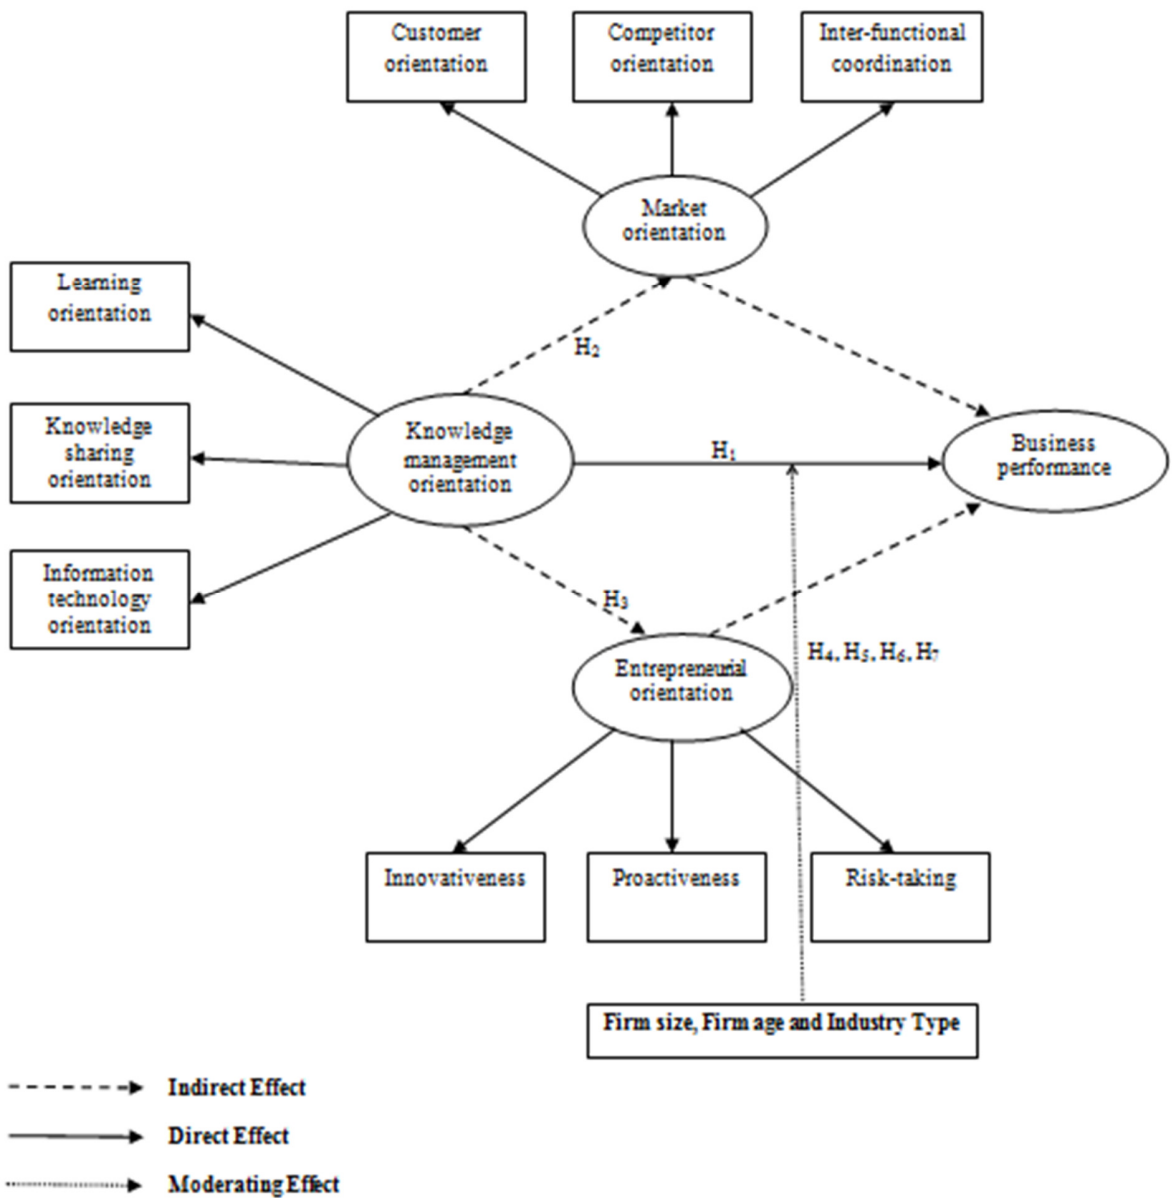 Customer
orientation
Competitor
orientation
Inter-functional
coordination
Market
orientation
Learning
orientation
H2
Knowledge
sharing
orientation
Knowledge
management
orientation
H1
Business
performance
Information
technology
orientation
H3
Entrepreneurial
orientation
H4, H5, H6, H7
Innovativeness
Proactiveness
Risk-taking
Firm size, Firm age and Industry Type
Indirect Effect
Direct Effect
Moderating Effect